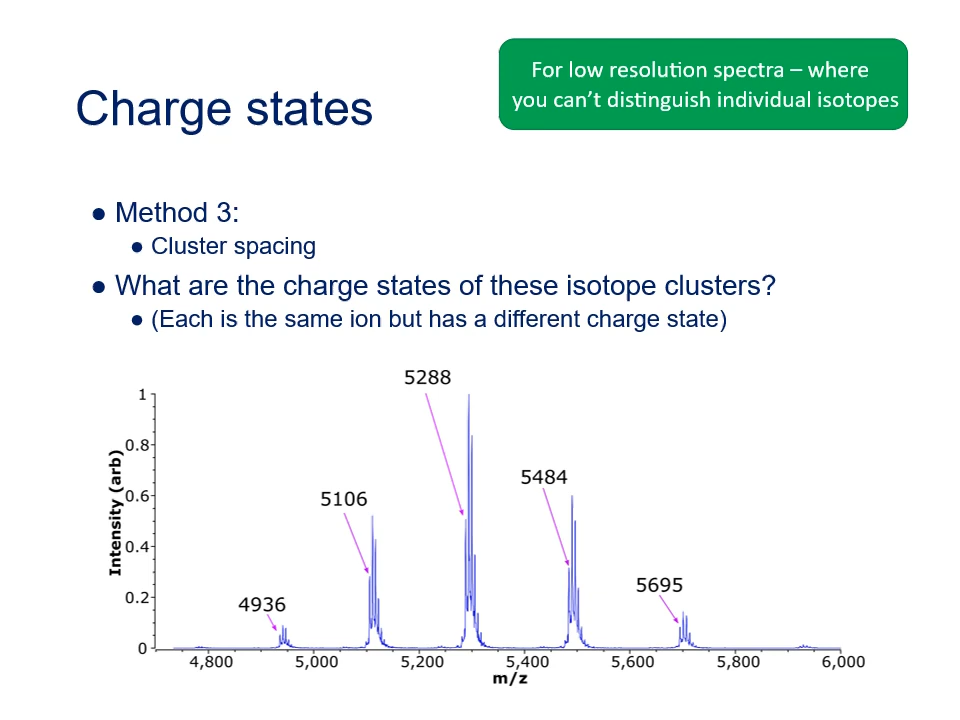 For low resolution spectra – where
you can't distinguish individual isotopes
Charge states
● Method 3:
● Cluster spacing
● What are the charge states of these isotope clusters?
● (Each is the same ion but has a different charge state)
5288
5484
5106
5695
4936
Intensity (arb)
1
0.8
0.6
0.4
0.2
0
4,800 5,000 5,200 5,400 5,600 5,800 6,000
m/z